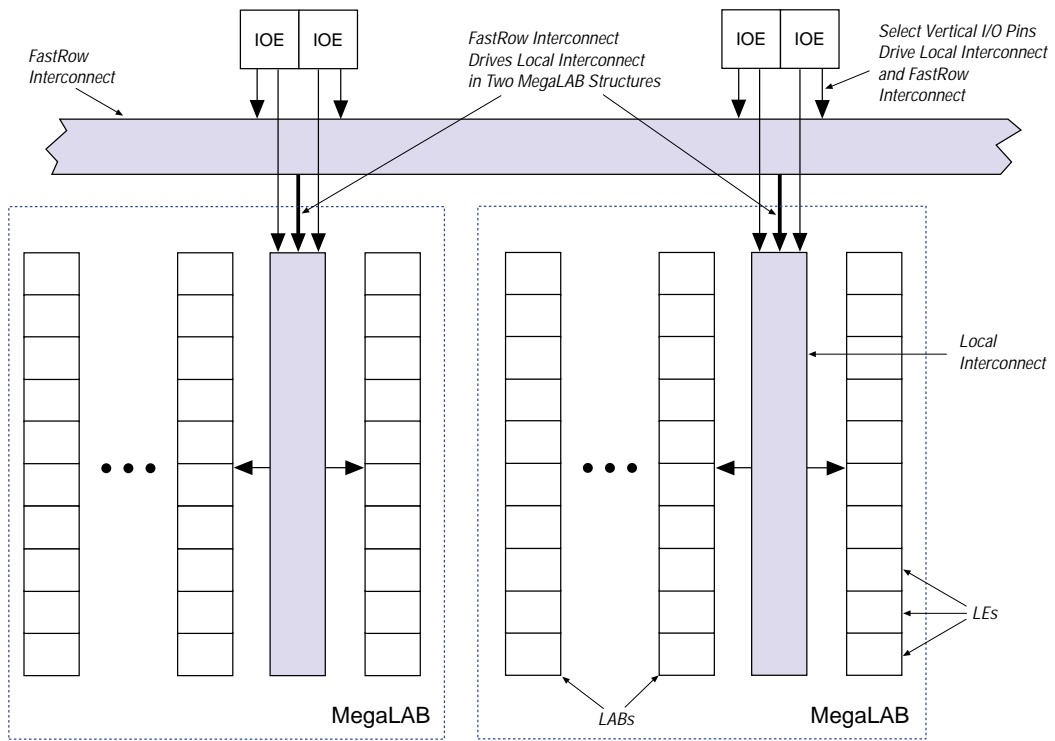 FastRow
Interconnect
IOE IOE
FastRow Interconnect
Drives Local Interconnect
in Two MegaLAB Structures
IOE IOE
Select Vertical I/O Pins
Drive Local Interconnect
and FastRow
Interconnect
Local
Interconnect
LEs
LABs
MegaLAB
MegaLAB